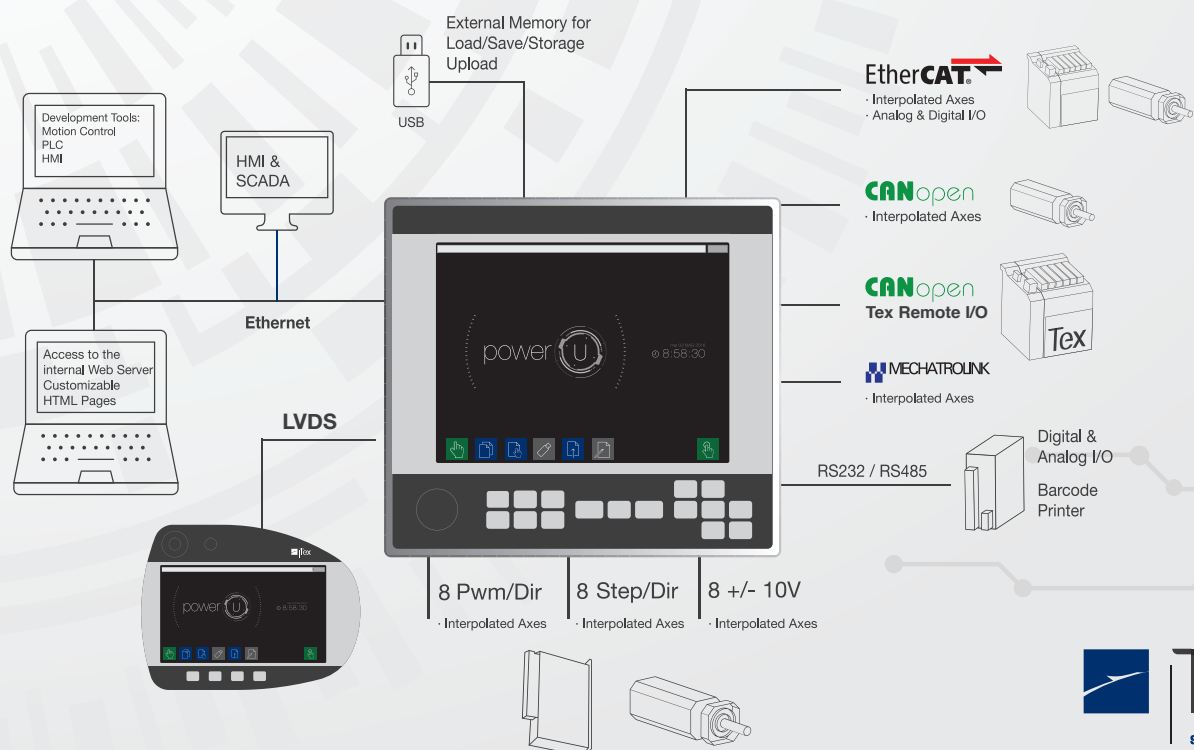 External Memory for
Load/Save/Storage
Upload
USB
Development Tools:
Motion Control
PLC
HMI
HMI &
SCADA
Ethernet
Access to the
internal Web Server
Customizable
HTML Pages
LVDS
EtherCAT®
· Interpolated Axes
· Analog & Digital I/O
CANopen
· Interpolated Axes
CANopen
Tex Remote I/O
Tex
MECHATROLINK
· Interpolated Axes
RS232 / RS485
Digital &
Analog I/O
Barcode
Printer
power U
8:58:30
Tex
power U
8:58:30
8 Pwm/Dir
· Interpolated Axes
8 Step/Dir
· Interpolated Axes
8 +/- 10V
· Interpolated Axes